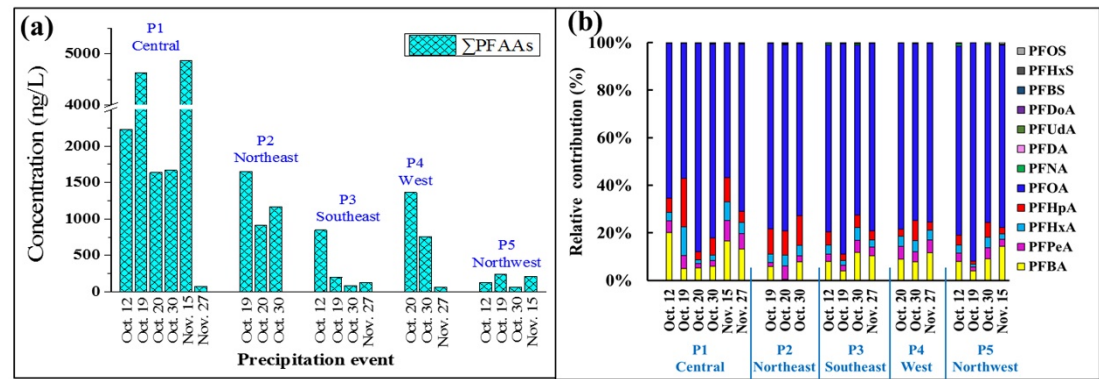 (a)
P1
Central
∑PFAAs
Concentration (ng/L)
5000
4000
2000
1500
1000
500
0
P2
Northeast
P3
Southeast
P4
West
P5
Northwest
Oct. 12
Oct. 19
Oct. 20
Oct. 30
Nov. 15
Nov. 27
Oct. 19
Oct. 20
Oct. 30
Oct. 12
Oct. 19
Oct. 30
Nov. 27
Oct. 20
Oct. 30
Nov. 27
Oct. 12
Oct. 19
Oct. 30
Nov. 15
Precipitation event
(b)
Relative contribution (%)
100%
80%
60%
40%
20%
0%
Oct. 12
Oct. 19
Oct. 20
Oct. 30
Nov. 15
Nov. 27
Oct. 19
Oct. 20
Oct. 30
Oct. 12
Oct. 19
Oct. 30
Nov. 27
Oct. 20
Oct. 30
Nov. 27
Oct. 12
Oct. 19
Oct. 30
Nov. 15
P1
Central
P2
Northeast
P3
Southeast
P4
West
P5
Northwest
PFOS
PFHxS
PFBS
PFDoA
PFUdA
PFDA
PFNA
PFOA
PFHpA
PFHxA
PFPeA
PFBA